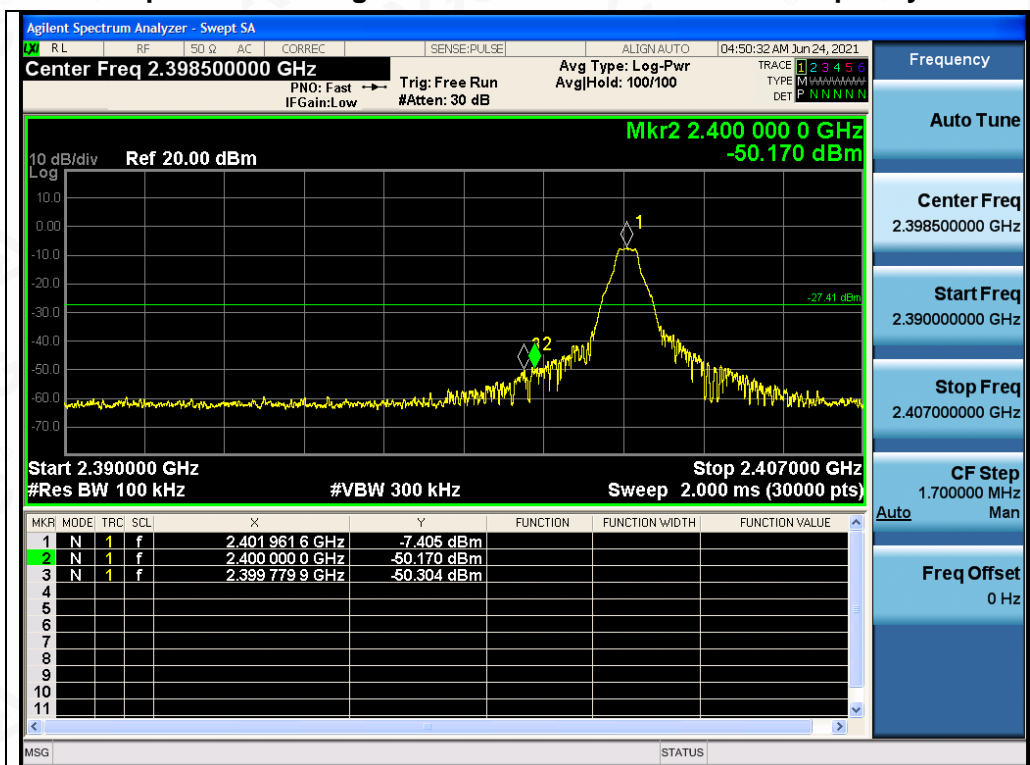 Agilent Spectrum Analyzer - Swept SA
LXI RL RF 50 Ω AC CORREC SENSE:PULSE ALIGN AUTO 04:50:32 AM Jun 24, 2021
Center Freq 2.398500000 GHz
PNO: Fast
IFGain:Low
Trig: Free Run
#Atten: 30 dB
Avg Type: Log-Pwr
Avg|Hold: 100/100
TRACE 1 2 3 4 5 6
TYPE M
DET P N N N N N
Mkr2 2.400 000 0 GHz
-50.170 dBm
10 dB/div Ref 20.00 dBm
Log
10.0
0.00
-10.0
-20.0
-30.0
-40.0
-50.0
-60.0
-70.0
1
-27.41 dBm
2
Start 2.390000 GHz Stop 2.407000 GHz
#Res BW 100 kHz #VBW 300 kHz Sweep 2.000 ms (30000 pts)
MKR MODE TRC SCL X Y FUNCTION FUNCTION WIDTH FUNCTION VALUE
1 N 1 f 2.401 961 6 GHz -7.405 dBm
2 N 1 f 2.400 000 0 GHz -50.170 dBm
3 N 1 f 2.399 779 9 GHz -50.304 dBm
4
5
6
7
8
9
10
11
MSG STATUS
Frequency
Auto Tune
Center Freq
2.398500000 GHz
Start Freq
2.390000000 GHz
Stop Freq
2.407000000 GHz
CF Step
1.700000 MHz
Auto Man
Freq Offset
0 Hz